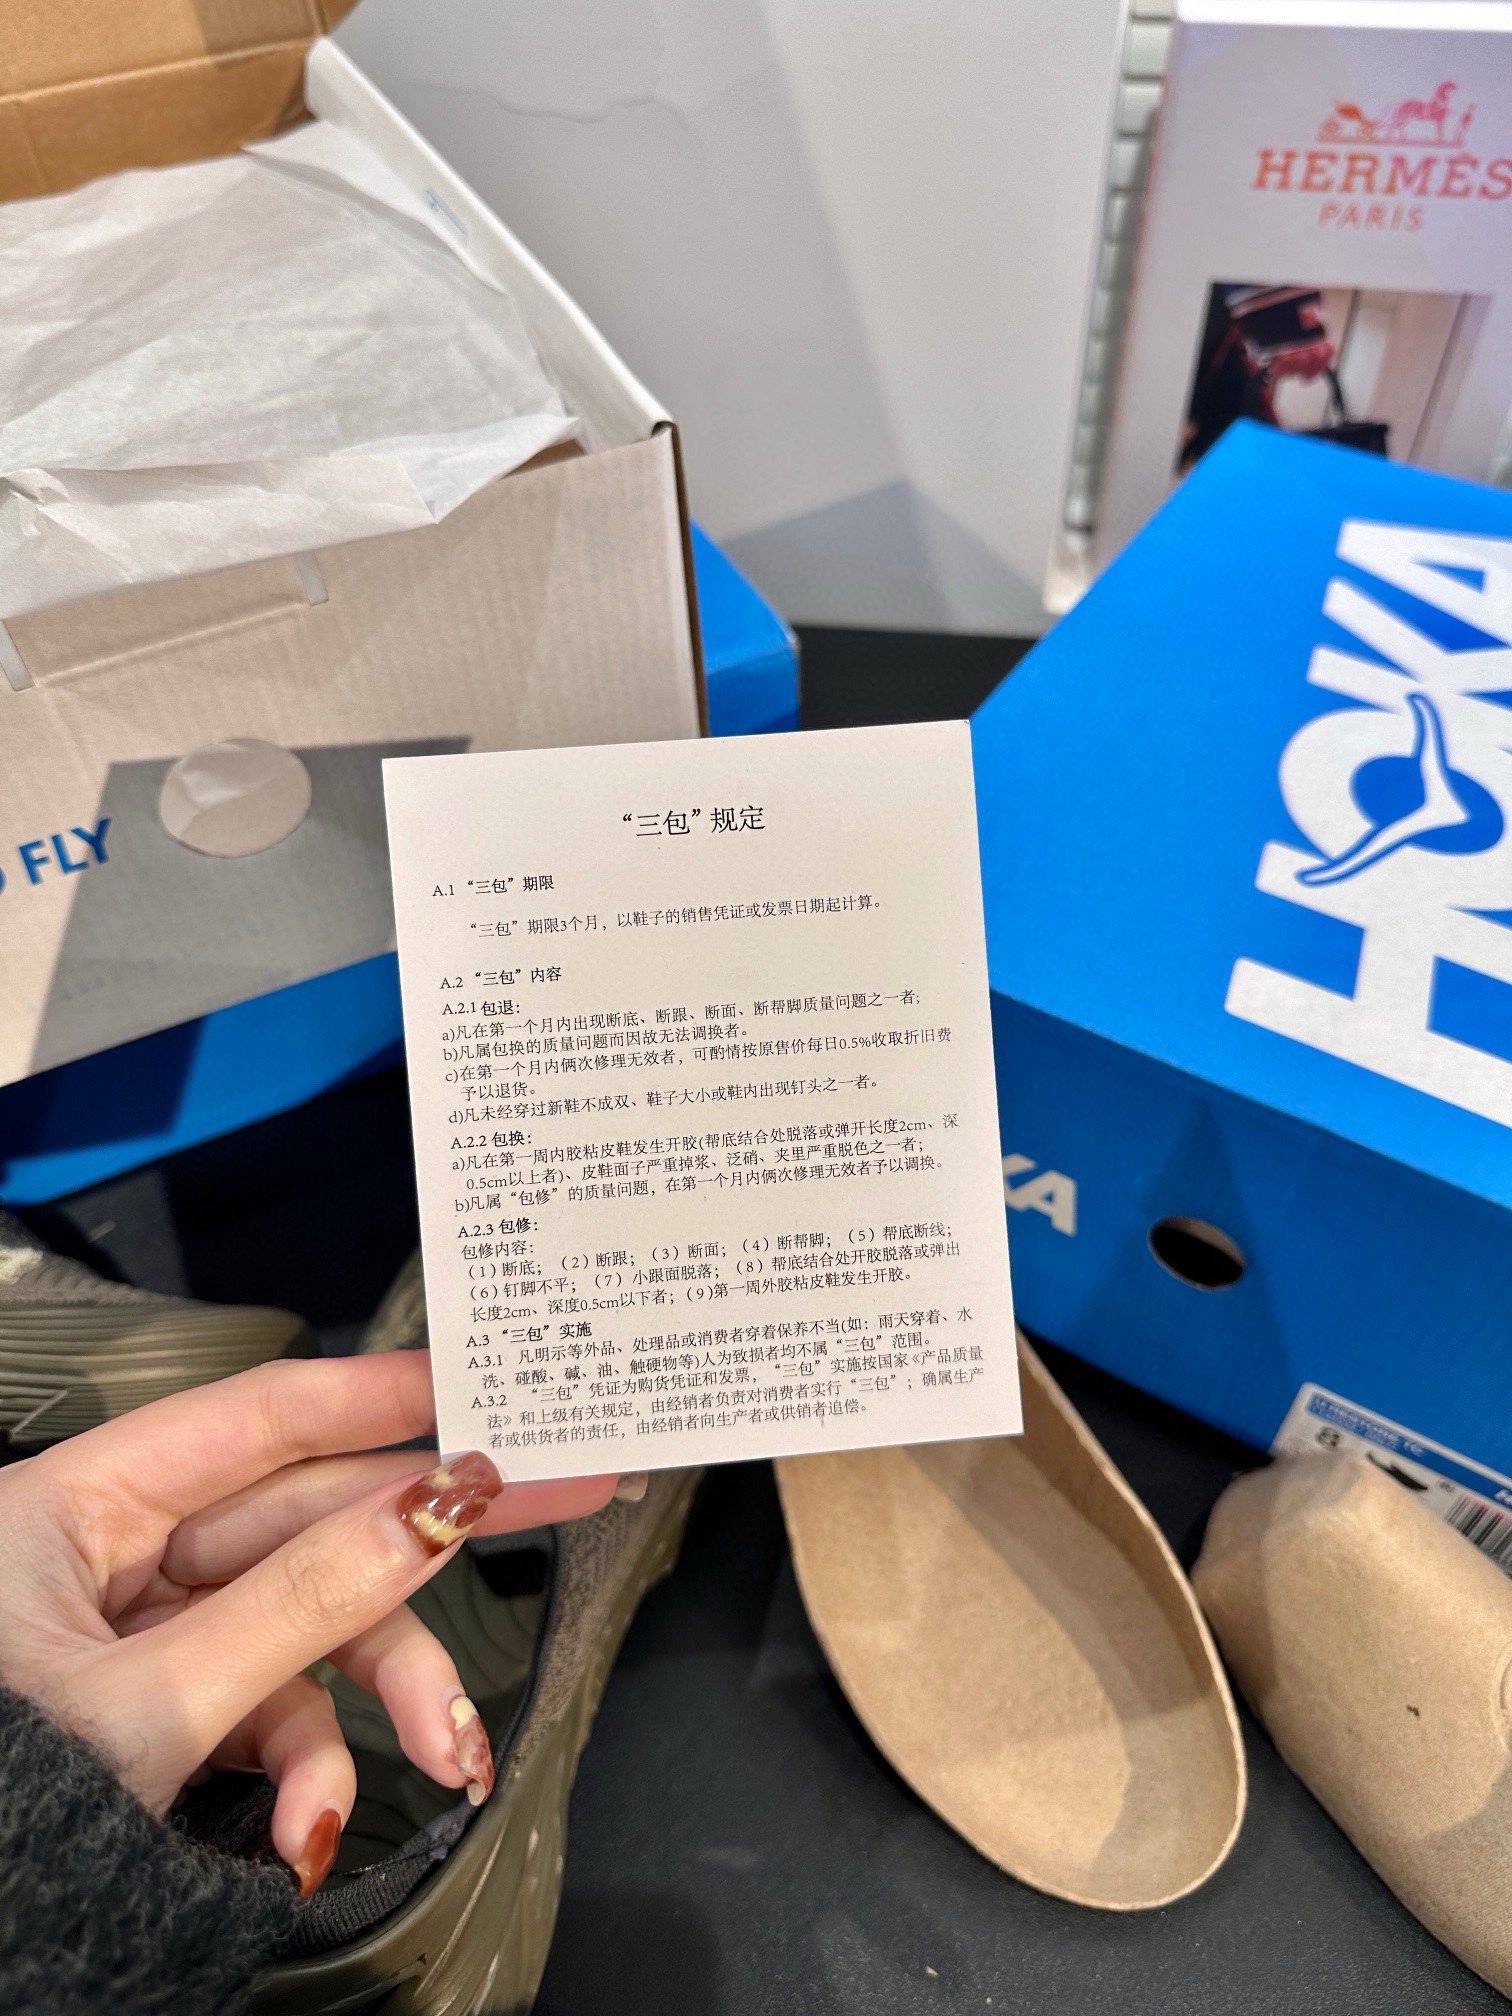 HERMÈS
PARIS
HOKA
FLY
“三包”规定
A.1 “三包”期限
“三包”期限3个月，以鞋子的销售凭证或发票日期起计算。
A.2 “三包”内容
A.2.1 包退：
a)凡在第一个月内出现断底、断跟、断面、断帮脚质量问题之一者;
b)凡属包换的质量问题而因故无法调换者。
c)在第一个月内俩次修理无效者，可酌情按原售价每日0.5%收取折旧费
予以退货。
d)凡未经穿过新鞋不成双、鞋子大小或鞋内出现钉头之一者。
A.2.2 包换：
a)凡在第一周内胶粘皮鞋发生开胶(帮底结合处脱落或弹开长度2cm、深
0.5cm以上者)、皮鞋面子严重掉浆、泛硝、夹里严重脱色之一者；
b)凡属“包修”的质量问题，在第一个月内俩次修理无效者予以调换。
A.2.3 包修：
包修内容：
（1）断底；（2）断跟；（3）断面；（4）断帮脚；（5）帮底断线；
（6）钉脚不平；（7）小跟面脱落；（8）帮底结合处开胶脱落或弹出
长度2cm、深度0.5cm以下者；（9)第一周外胶粘皮鞋发生开胶。
A.3 “三包”实施
A.3.1 凡明示等外品、处理品或消费者穿着保养不当(如：雨天穿着、水
洗、碰酸、碱、油、触硬物等)人为致损者均不属“三包”范围。
A.3.2 “三包”凭证为购货凭证和发票，“三包”实施按国家《产品质量
法》和上级有关规定，由经销者负责对消费者实行“三包”；确属生产
者或供货者的责任，由经销者向生产者或供销者追偿。
KA
8